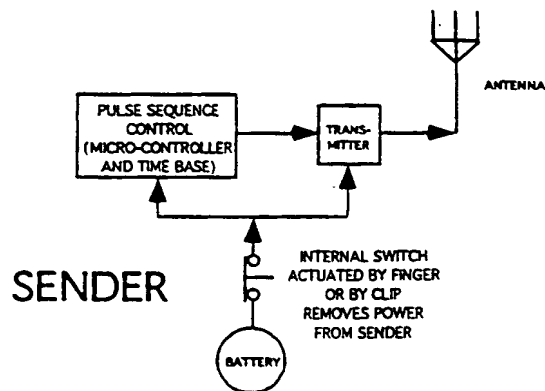 ANTENNA
PULSE SEQUENCE
CONTROL
(MICRO-CONTROLLER
AND TIME BASE)
TRANS-
MITTER
SENDER
INTERNAL SWITCH
ACTUATED BY FINGER
OR BY CLIP
REMOVES POWER
FROM SENDER
BATTERY